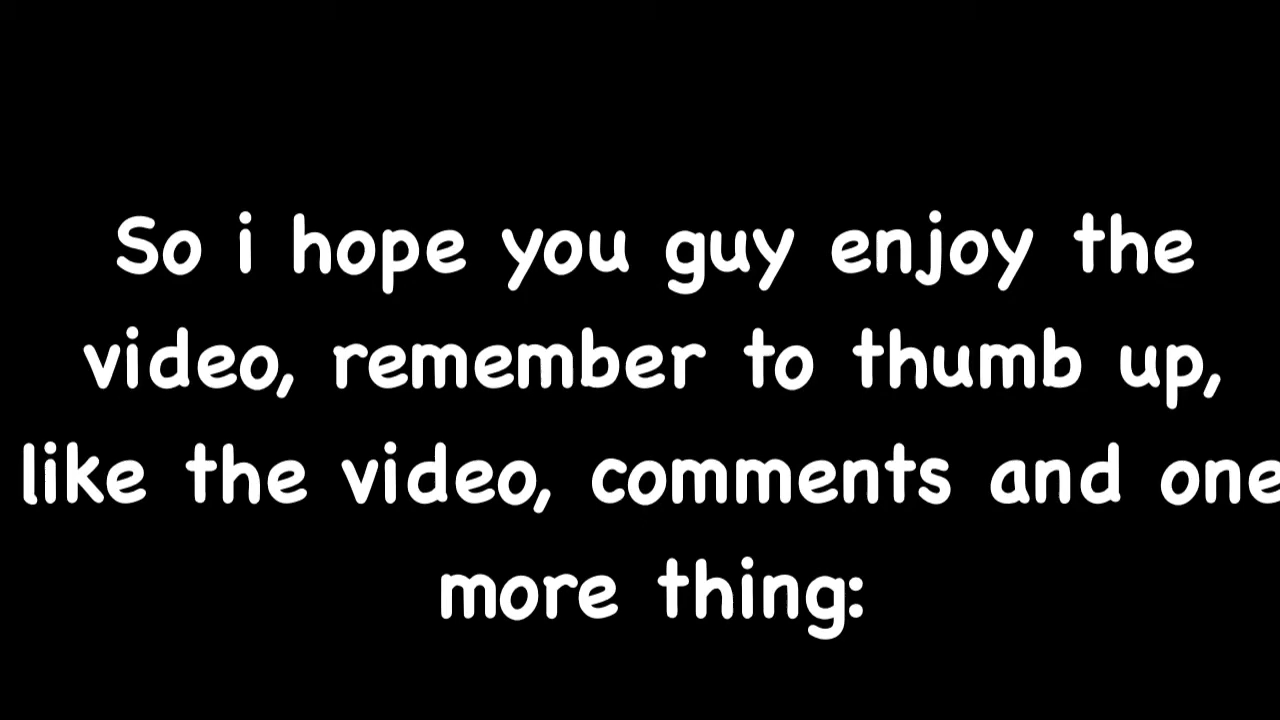 So i hope you guy enjoy the
video, remember to thumb up,
like the video, comments and one
more thing: